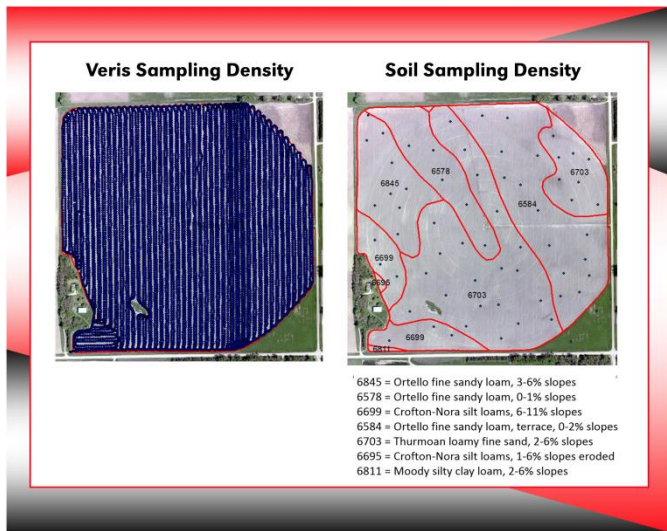 Veris Sampling Density
Soil Sampling Density
6845
6578
6703
6584
6699
6695
6703
6699
6811
6845 = Ortello fine sandy loam, 3-6% slopes
6578 = Ortello fine sandy loam, 0-1% slopes
6699 = Crofton-Nora silt loams, 6-11% slopes
6584 = Ortello fine sandy loam, terrace, 0-2% slopes
6703 = Thurmoan loamy fine sand, 2-6% slopes
6695 = Crofton-Nora silt loams, 1-6% slopes eroded
6811 = Moody silty clay loam, 2-6% slopes